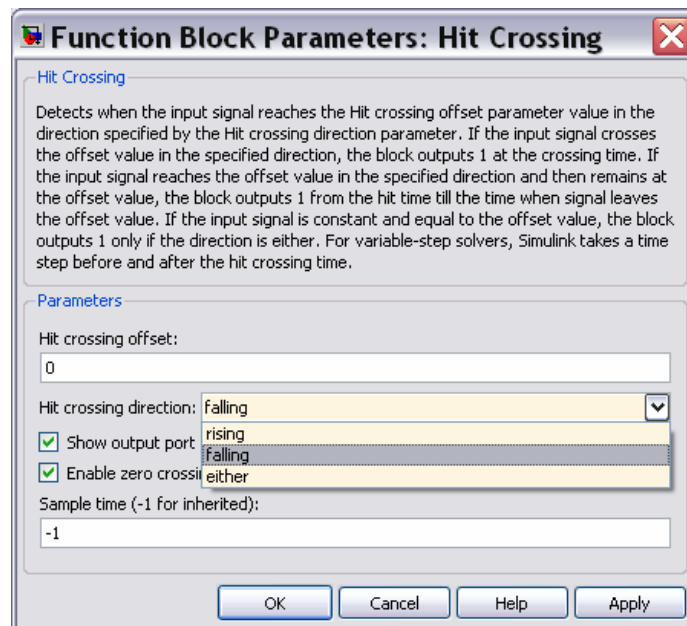 Function Block Parameters: Hit Crossing
Hit Crossing
Detects when the input signal reaches the Hit crossing offset parameter value in the
direction specified by the Hit crossing direction parameter. If the input signal crosses
the offset value in the specified direction, the block outputs 1 at the crossing time. If
the input signal reaches the offset value in the specified direction and then remains at
the offset value, the block outputs 1 from the hit time till the time when signal leaves
the offset value. If the input signal is constant and equal to the offset value, the block
outputs 1 only if the direction is either. For variable-step solvers, Simulink takes a time
step before and after the hit crossing time.
Parameters
Hit crossing offset:
0
Hit crossing direction: falling
rising
Show output port
falling
Enable zero crossi
either
Sample time (-1 for inherited):
-1
OK Cancel Help Apply